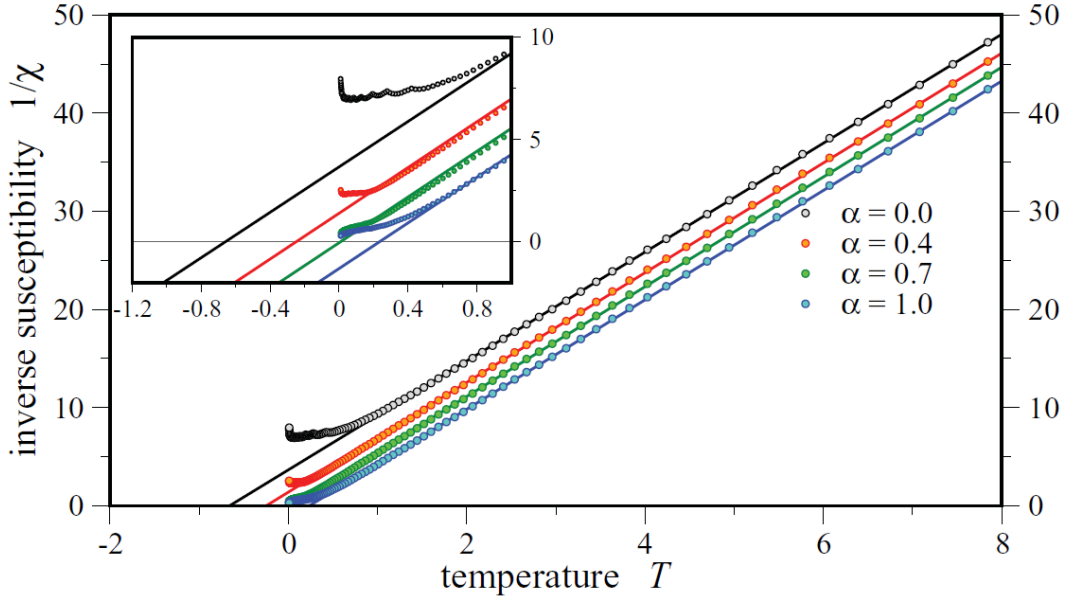 50
50
10
40
40
inverse susceptibility 1/χ
5
30
30
0
α = 0.0
α = 0.4
20
α = 0.7
20
-1.2 -0.8 -0.4 0 0.4 0.8
α = 1.0
10
10
0
0
-2 0 2 4 6 8
temperature T